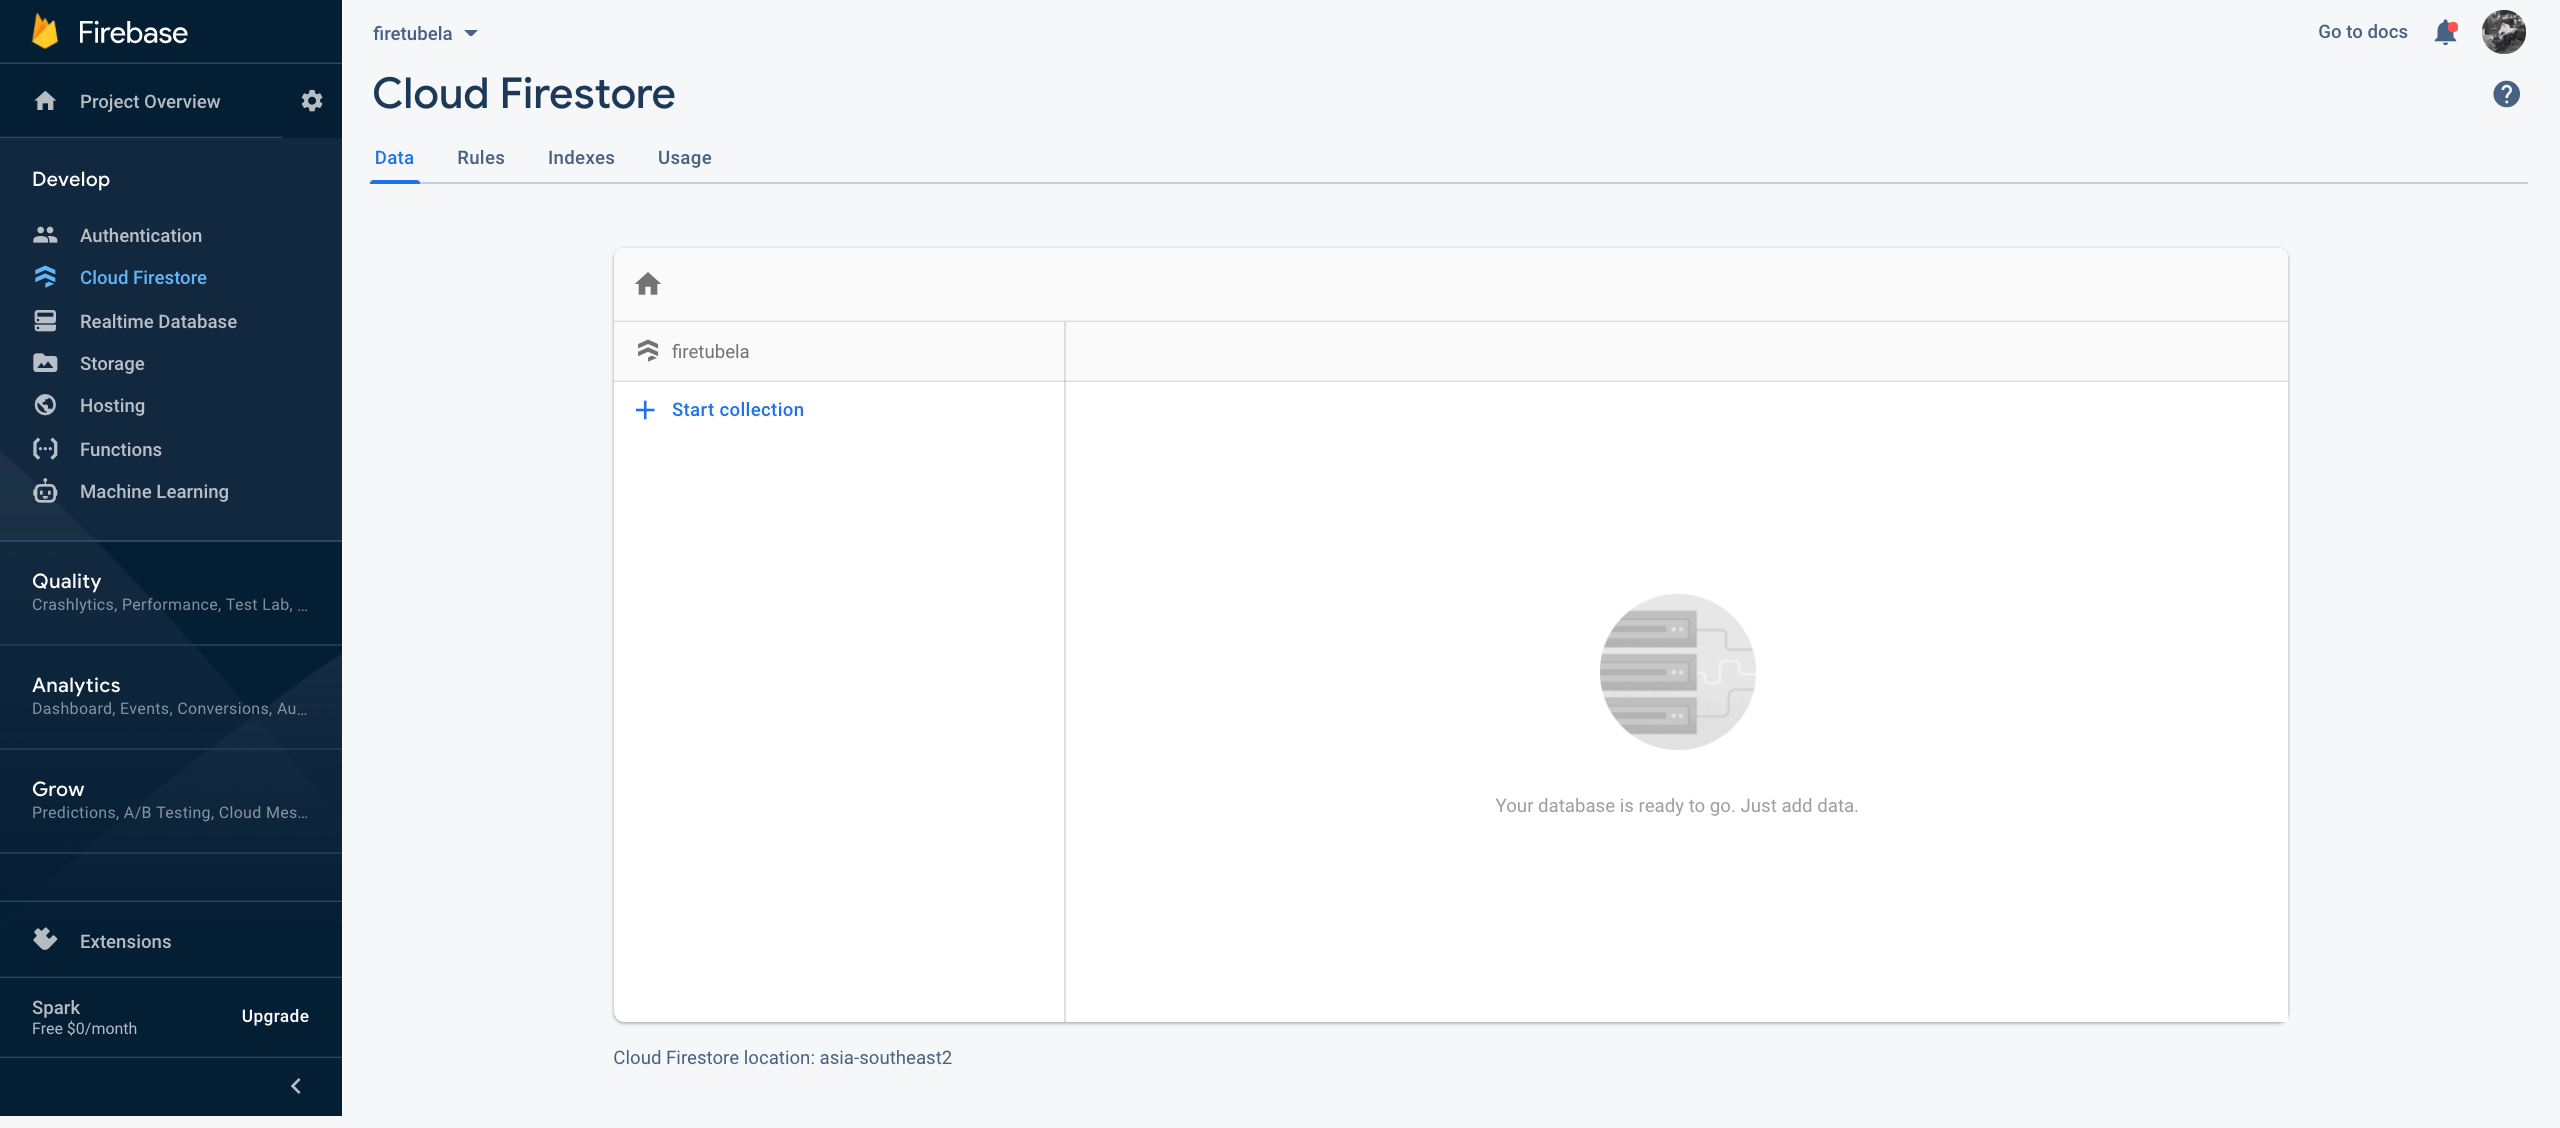 Firebase
Project Overview
Develop
Authentication
Cloud Firestore
Realtime Database
Storage
Hosting
Functions
Machine Learning
Quality
Crashlytics, Performance, Test Lab, …
Analytics
Dashboard, Events, Conversions, Au…
Grow
Predictions, A/B Testing, Cloud Mes…
Extensions
Spark
Free $0/month
Upgrade
firetubela
Go to docs
Cloud Firestore
Data Rules Indexes Usage
firetubela
Start collection
Your database is ready to go. Just add data.
Cloud Firestore location: asia-southeast2